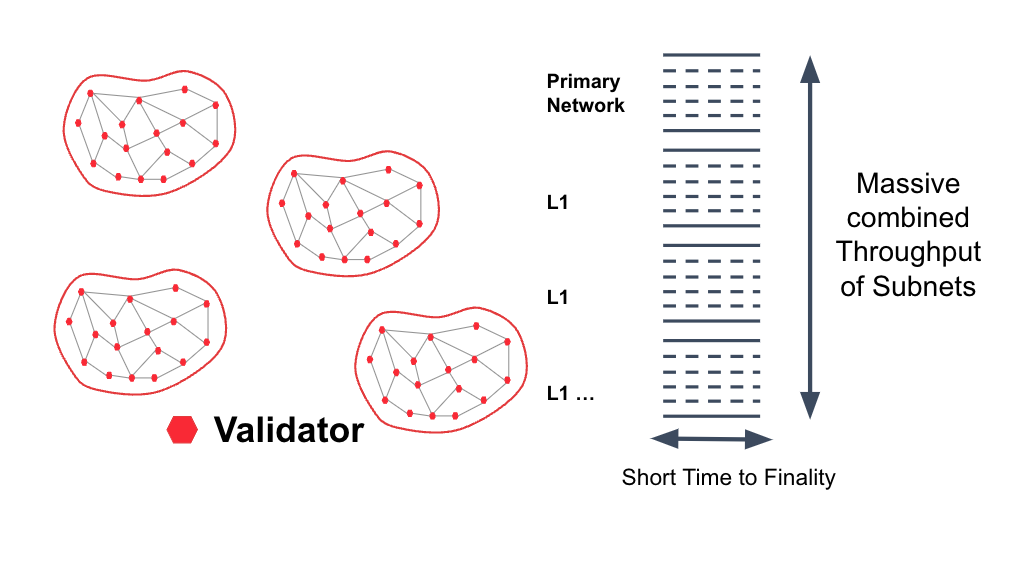 Primary
Network
L1
L1
L1 …
Validator
Massive
combined
Throughput
of Subnets
Short Time to Finality